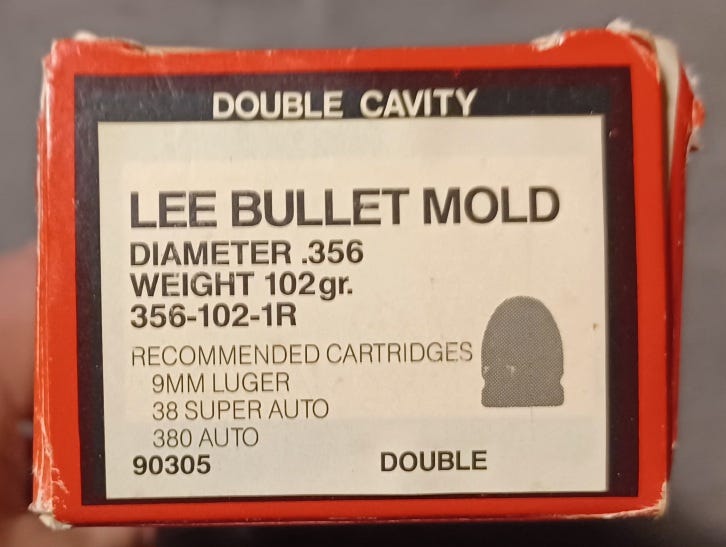 DOUBLE CAVITY
LEE BULLET MOLD
DIAMETER .356
WEIGHT 102gr.
356-102-1R
RECOMMENDED CARTRIDGES
9MM LUGER
38 SUPER AUTO
380 AUTO
90305 DOUBLE